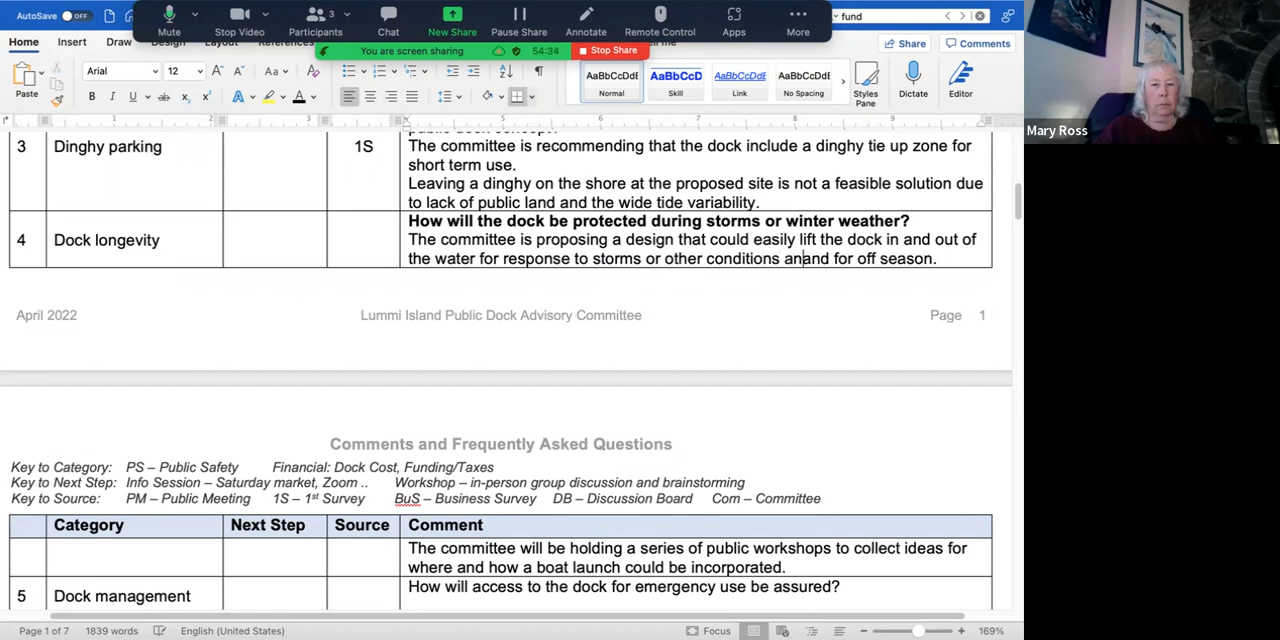 AutoSave OFF
fund
Mute
Stop Video
Participants 3
Chat
New Share
Pause Share
Annotate
Remote Control
Apps
More
You are screen sharing 54:34 Stop Share
Home Insert Draw
Share Comments
Paste
Arial 12
Aa
B I U ab x₂ x²
AaBbCcDdE AaBbCcD AaBbCcDdE AaBbCcDdE
Normal Skill Link No Spacing
Styles Pane
Dictate
Editor
1 2 3 5 6 7 8 9
3 Dinghy parking 1S
The committee is recommending that the dock include a dinghy tie up zone for
short term use.
Leaving a dinghy on the shore at the proposed site is not a feasible solution due
to lack of public land and the wide tide variability.
4 Dock longevity
How will the dock be protected during storms or winter weather?
The committee is proposing a design that could easily lift the dock in and out of
the water for response to storms or other conditions anand for off season.
April 2022 Lummi Island Public Dock Advisory Committee Page 1
Comments and Frequently Asked Questions
Key to Category: PS – Public Safety Financial: Dock Cost, Funding/Taxes
Key to Next Step: Info Session – Saturday market, Zoom .. Workshop – in-person group discussion and brainstorming
Key to Source: PM – Public Meeting 1S – 1st Survey BuS – Business Survey DB – Discussion Board Com – Committee
Category Next Step Source Comment
The committee will be holding a series of public workshops to collect ideas for
where and how a boat launch could be incorporated.
5 Dock management
How will access to the dock for emergency use be assured?
Page 1 of 7 1839 words English (United States) Focus 169%
Mary Ross